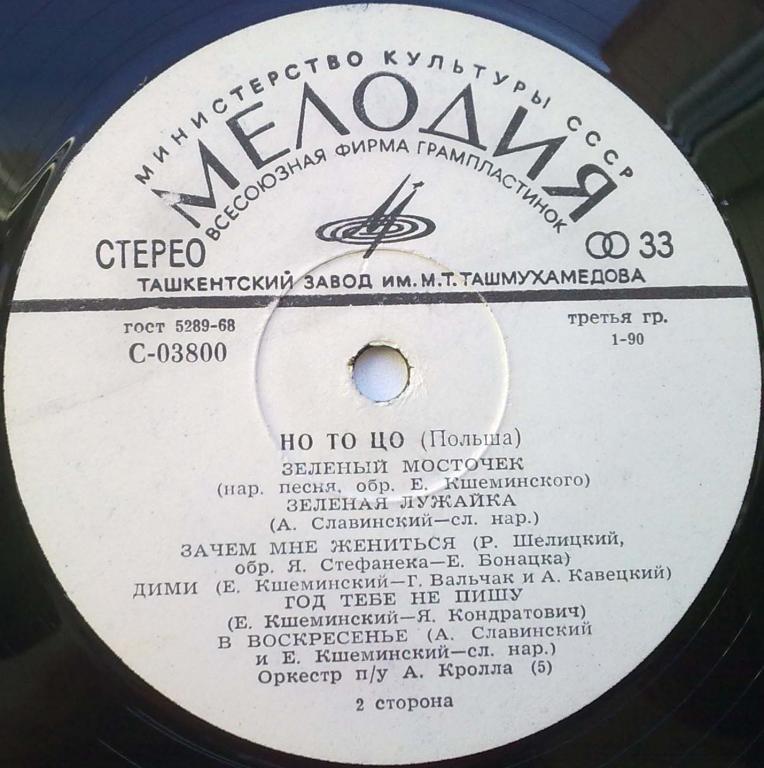 МИНИСТЕРСТВО КУЛЬТУРЫ СССР
МЕЛОДИЯ
ВСЕСОЮЗНАЯ ФИРМА ГРАМПЛАСТИНОК
СТЕРЕО 33
ТАШКЕНТСКИЙ ЗАВОД ИМ. М.Т. ТАШМУХАМЕДОВА
гост 5289-68 третья гр.
С-03800 1-90
НО ТО ЦО (Польша)
ЗЕЛЕНЫЙ МОСТОЧЕК
(нар. песня, обр. Е. Кшеминского)
ЗЕЛЕНАЯ ЛУЖАЙКА
(А. Славинский—сл. нар.)
ЗАЧЕМ МНЕ ЖЕНИТЬСЯ (Р. Шелицкий,
обр. Я. Стефанека—Е. Бонацка)
ДИМИ (Е. Кшеминский—Г. Вальчак и А. Кавецкий)
ГОД ТЕБЕ НЕ ПИШУ
(Е. Кшеминский—Я. Кондратович)
В ВОСКРЕСЕНЬЕ (А. Славинский
и Е. Кшеминский—сл. нар.)
Оркестр п/у А. Кролла (5)
2 сторона